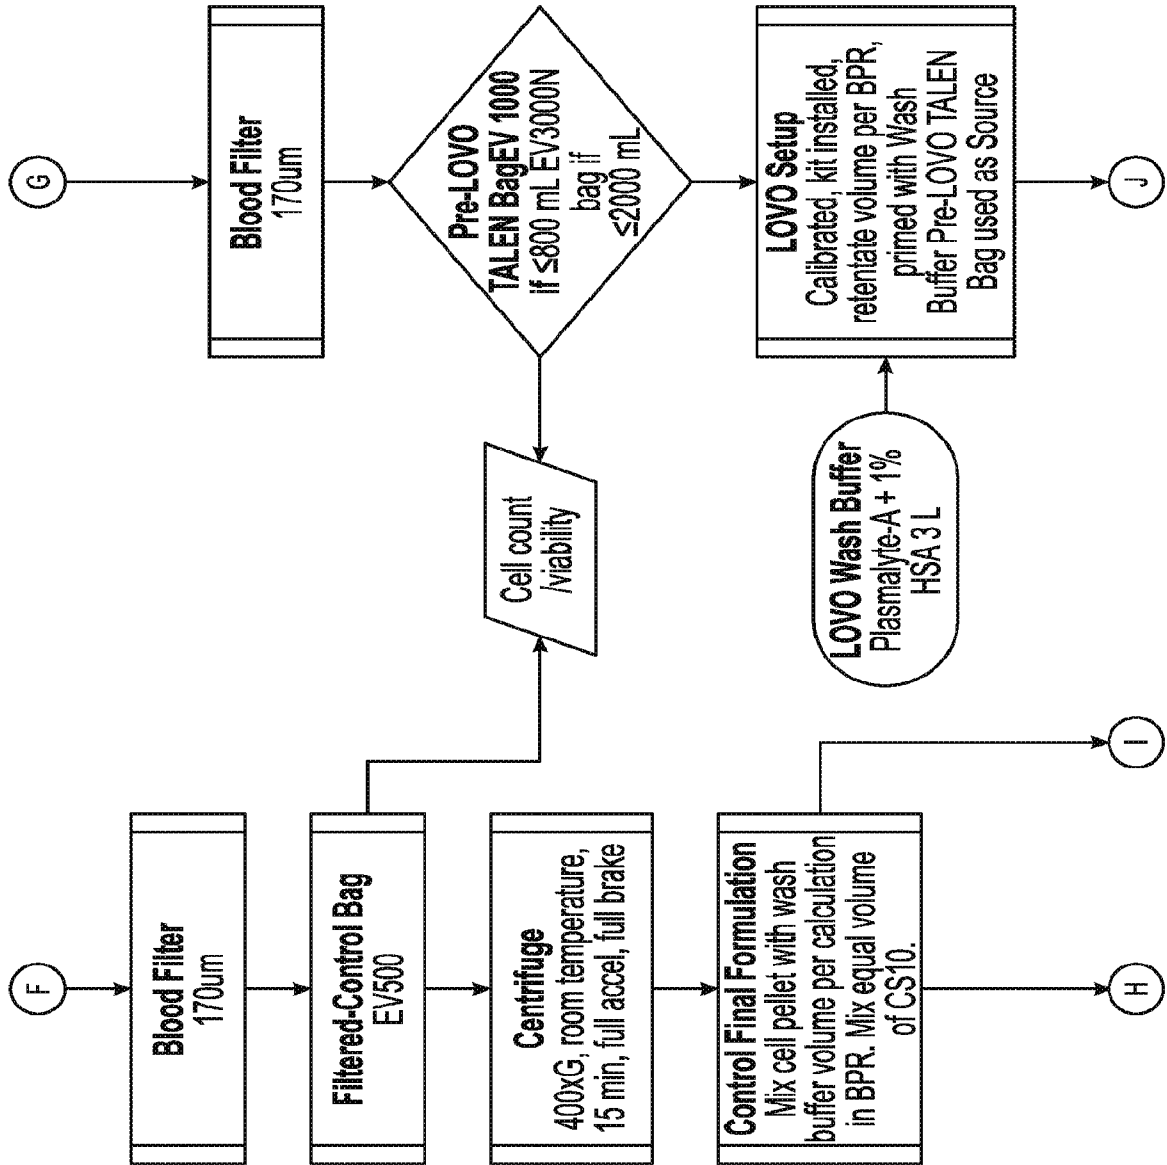 F
Blood Filter
170um
Filtered-Control Bag
EV500
Centrifuge
400xG, room temperature,
15 min, full accel, full brake
Control Final Formulation
Mix cell pellet with wash
buffer volume per calculation
in BPR. Mix equal volume
of CS10.
H
I
Cell count
/viability
G
Blood Filter
170um
Pre-LOVO
TALEN BagEV 1000
if ≤800 mL EV3000N
bag if
≤2000 mL
LOVO Wash Buffer
Plasmalyte-A + 1%
HSA 3 L
LOVO Setup
Calibrated, kit installed,
retentate volume per BPR,
primed with Wash
Buffer Pre-LOVO TALEN
Bag used as Source
J